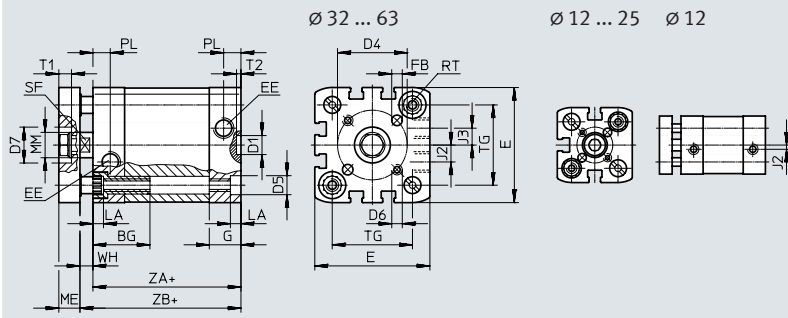 Ø 32 ... 63
Ø 12 ... 25
Ø 12
PL
PL
T1
T2
SF
EE
D7
MM
D1
EE
D5
LA
LA
BG
G
WH
ZA+
ME
ZB+
D4
FB
RT
J3
TG
E
J2
D6
TG
E
J2